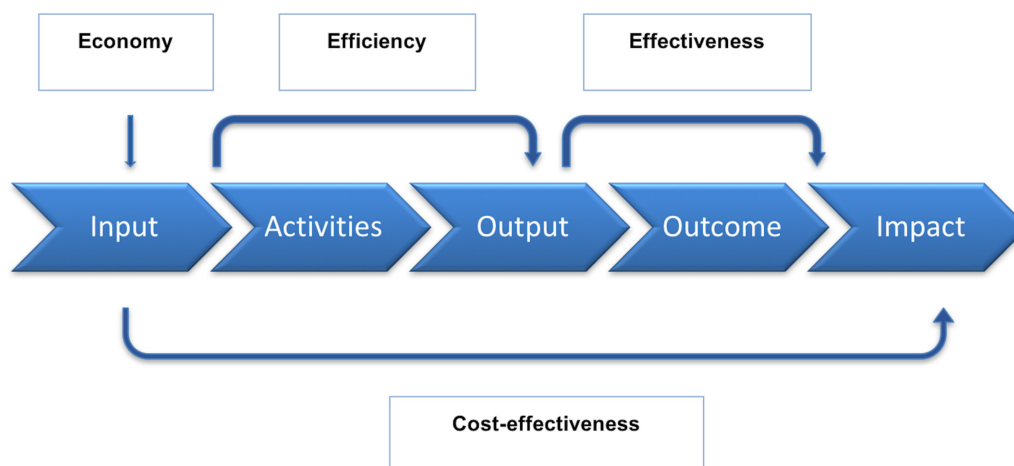 Economy
Efficiency
Effectiveness
Input
Activities
Output
Outcome
Impact
Cost-effectiveness